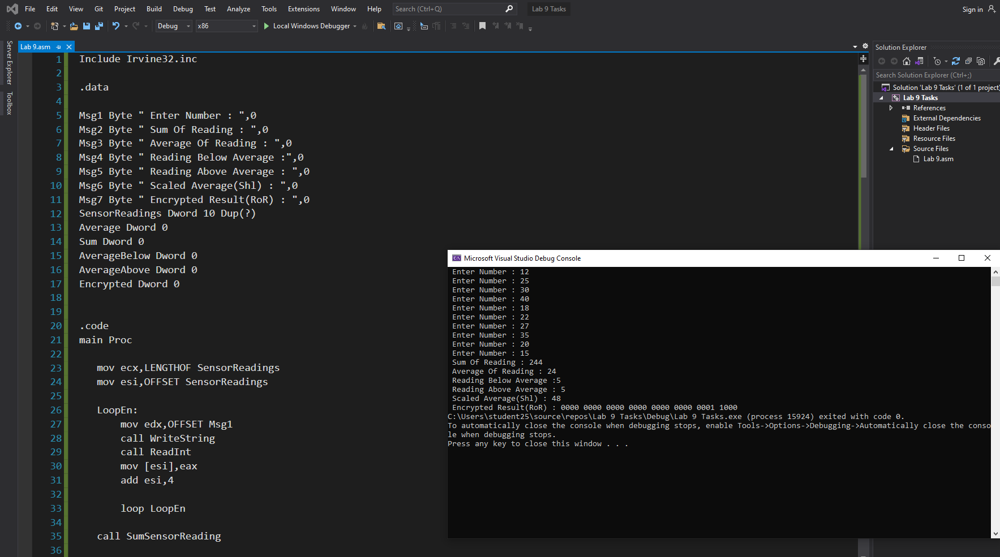 File Edit View Git Project Build Debug Test Analyze Tools Extensions Window Help Search (Ctrl+Q) Lab 9 Tasks Sign in
Debug x86 Local Windows Debugger
Server Explorer
Toolbox
Lab 9.asm
1 Include Irvine32.inc
2
3 .data
4
5 Msg1 Byte " Enter Number : ",0
6 Msg2 Byte " Sum Of Reading : ",0
7 Msg3 Byte " Average Of Reading : ",0
8 Msg4 Byte " Reading Below Average :",0
9 Msg5 Byte " Reading Above Average : ",0
10 Msg6 Byte " Scaled Average(Shl) : ",0
11 Msg7 Byte " Encrypted Result(RoR) : ",0
12 SensorReadings Dword 10 Dup(?)
13 Average Dword 0
14 Sum Dword 0
15 AverageBelow Dword 0
16 AverageAbove Dword 0
17 Encrypted Dword 0
18
19
20 .code
21 main Proc
22
23 mov ecx,LENGTHOF SensorReadings
24 mov esi,OFFSET SensorReadings
25
26 LoopEn:
27 mov edx,OFFSET Msg1
28 call WriteString
29 call ReadInt
30 mov [esi],eax
31 add esi,4
32
33 loop LoopEn
34
35 call SumSensorReading
36
Solution Explorer
Search Solution Explorer (Ctrl+;)
Solution 'Lab 9 Tasks' (1 of 1 project)
Lab 9 Tasks
References
External Dependencies
Header Files
Resource Files
Source Files
Lab 9.asm
Microsoft Visual Studio Debug Console
Enter Number : 12
Enter Number : 25
Enter Number : 30
Enter Number : 40
Enter Number : 18
Enter Number : 22
Enter Number : 27
Enter Number : 35
Enter Number : 20
Enter Number : 15
Sum Of Reading : 244
Average Of Reading : 24
Reading Below Average :5
Reading Above Average : 5
Scaled Average(Shl) : 48
Encrypted Result(RoR) : 0000 0000 0000 0000 0000 0000 0001 1000
C:\Users\student25\source\repos\Lab 9 Tasks\Debug\Lab 9 Tasks.exe (process 15924) exited with code 0.
To automatically close the console when debugging stops, enable Tools->Options->Debugging->Automatically close the conso
le when debugging stops.
Press any key to close this window . . .